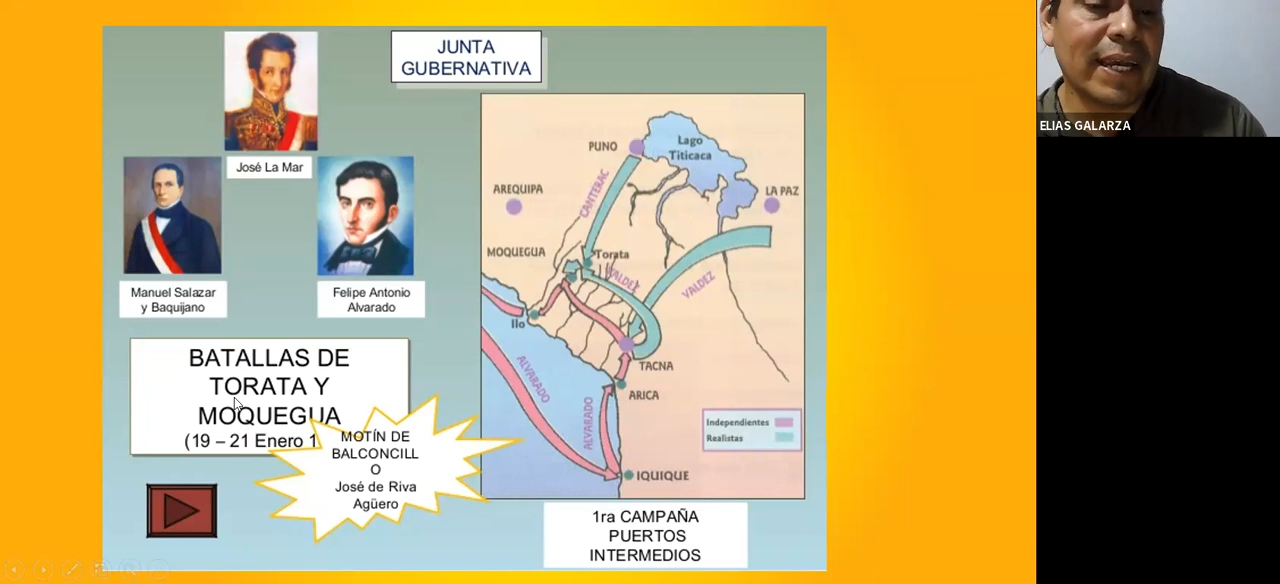 JUNTA
GUBERNATIVA
José La Mar
Manuel Salazar
y Baquijano
Felipe Antonio
Alvarado
BATALLAS DE
TORATA Y
MOQUEGUA
(19 – 21 Enero 1
MOTÍN DE
BALCONCILL
O
José de Riva
Agüero
PUNO
Lago
Titicaca
AREQUIPA
LA PAZ
CANTERAC
MOQUEGUA
Torata
VALDEZ
VALDEZ
Ilo
TACNA
ALVARADO
ARICA
ALVARADO
Independientes
Realistas
IQUIQUE
1ra CAMPAÑA
PUERTOS
INTERMEDIOS
ELIAS GALARZA